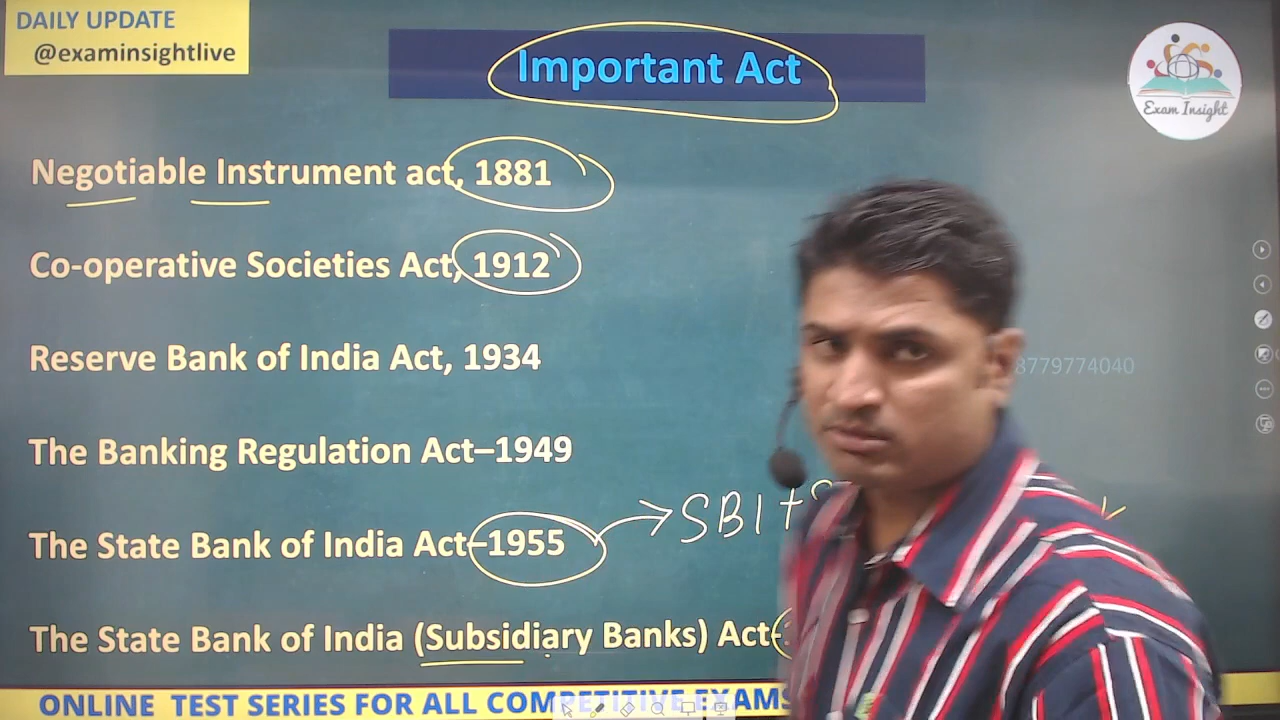 DAILY UPDATE
@examinsightlive
Important Act
Exam Insight
Negotiable Instrument act, 1881
Co-operative Societies Act, 1912
Reserve Bank of India Act, 1934
8779774040
The Banking Regulation Act–1949
The State Bank of India Act–1955
SBI +
The State Bank of India (Subsidiary Banks) Act-
ONLINE TEST SERIES FOR ALL COMPETITIVE EXAMS